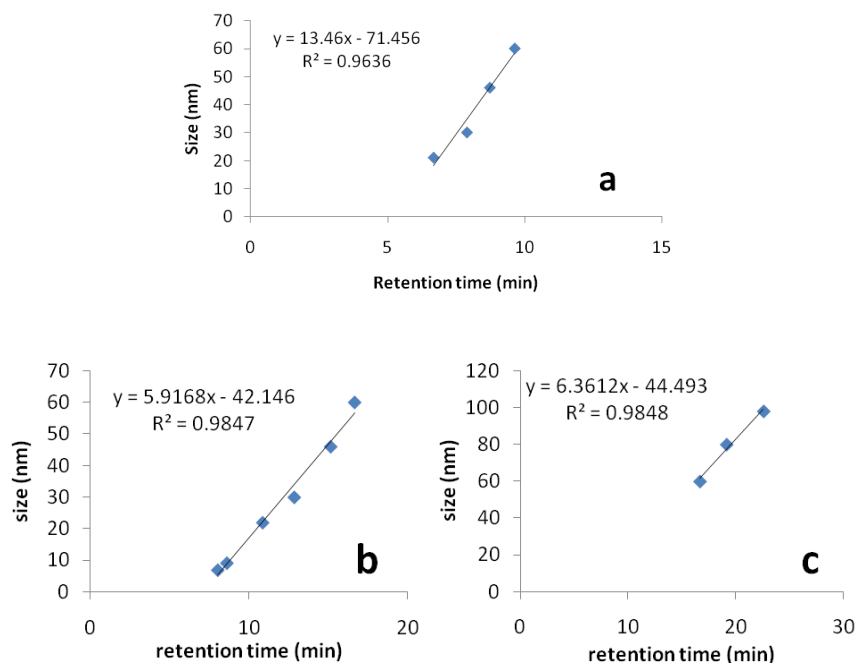 y = 13.46x - 71.456
R² = 0.9636
70
60
50
40
30
20
10
0
Size (nm)
0 5 10 15
Retention time (min)
a
y = 5.9168x - 42.146
R² = 0.9847
70
60
50
40
30
20
10
0
size (nm)
0 10 20
retention time (min)
b
y = 6.3612x - 44.493
R² = 0.9848
120
100
80
60
40
20
0
size (nm)
0 10 20 30
retention time (min)
c